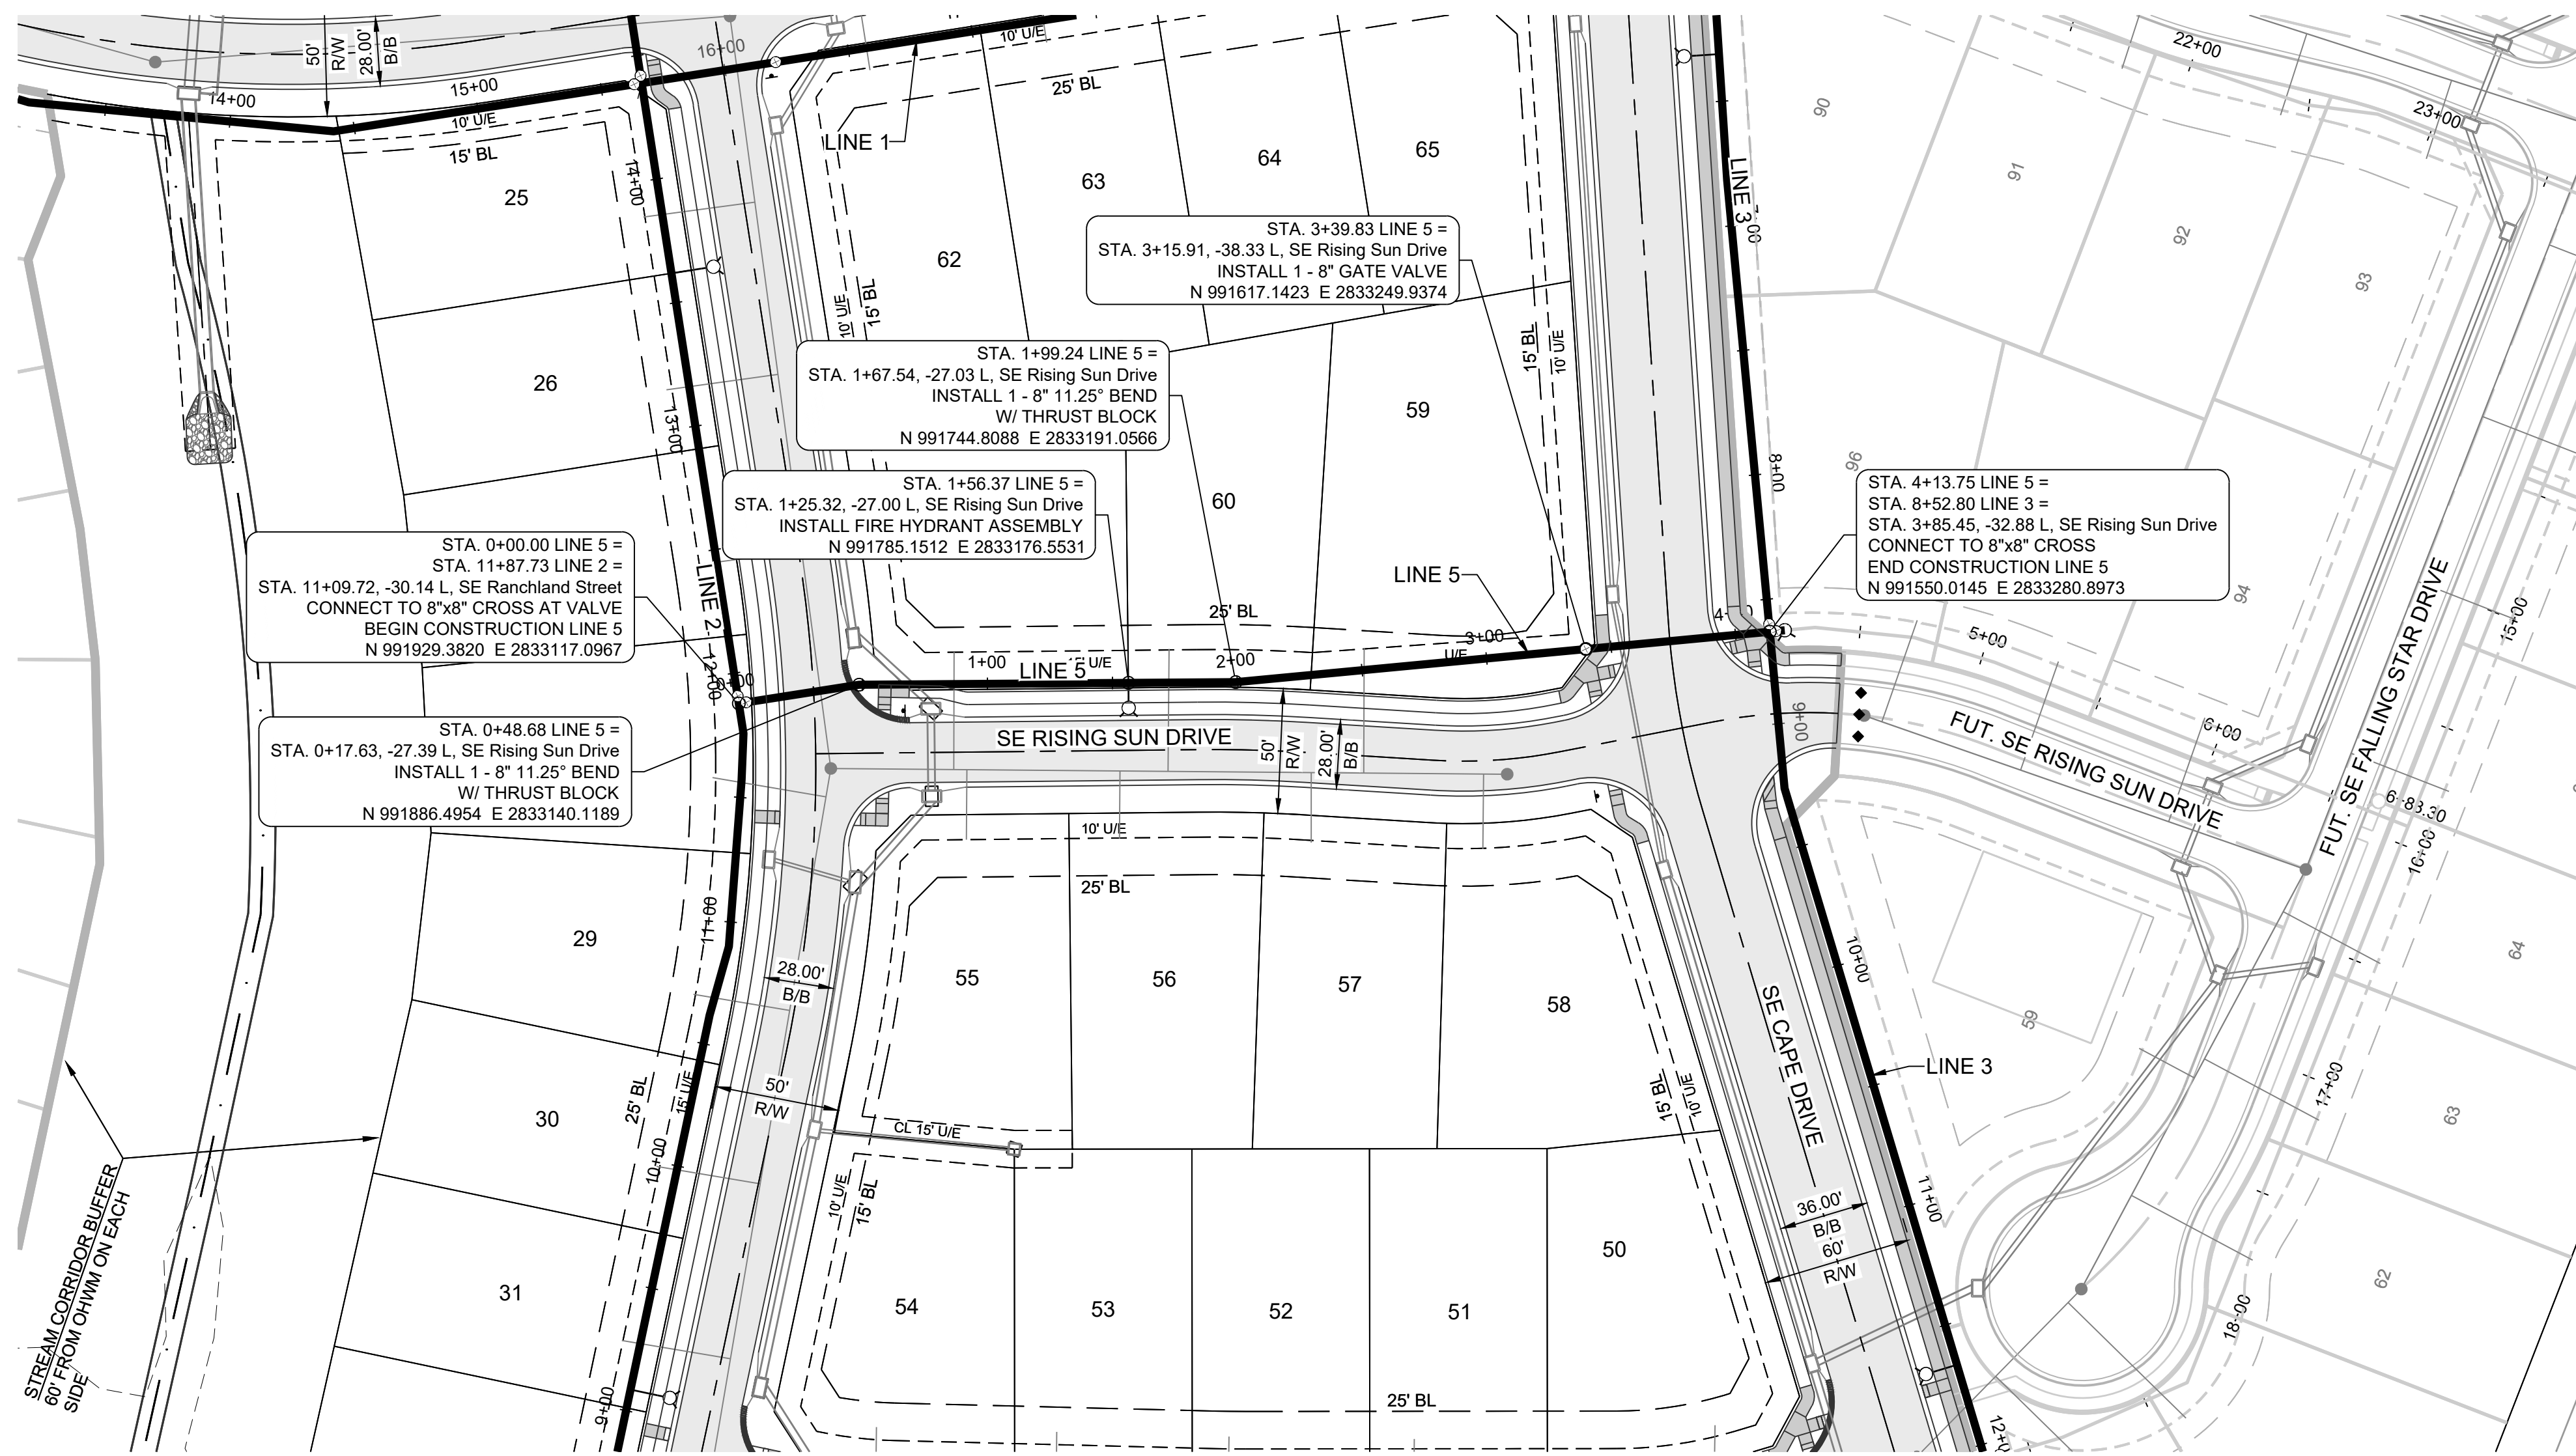 50'
R/W
28.00'
B/B
14+00
15+00
16+00
10' U/E
15' BL
LINE 1
10' U/E
25' BL
22+00
23+00
25
14+00
62
63
64
65
LINE 3
90
91
92
93
STA. 3+39.83 LINE 5 =
STA. 3+15.91, -38.33 L, SE Rising Sun Drive
INSTALL 1 - 8" GATE VALVE
N 991617.1423 E 2833249.9374
10' U/E
15' BL
15' BL
10' U/E
STA. 1+99.24 LINE 5 =
STA. 1+67.54, -27.03 L, SE Rising Sun Drive
INSTALL 1 - 8" 11.25° BEND
W/ THRUST BLOCK
N 991744.8088 E 2833191.0566
26
13+00
59
60
96
8+00
STA. 1+56.37 LINE 5 =
STA. 1+25.32, -27.00 L, SE Rising Sun Drive
INSTALL FIRE HYDRANT ASSEMBLY
N 991785.1512 E 2833176.5531
STA. 4+13.75 LINE 5 =
STA. 8+52.80 LINE 3 =
STA. 3+85.45, -32.88 L, SE Rising Sun Drive
CONNECT TO 8"x8" CROSS
END CONSTRUCTION LINE 5
N 991550.0145 E 2833280.8973
STA. 0+00.00 LINE 5 =
STA. 11+87.73 LINE 2 =
STA. 11+09.72, -30.14 L, SE Ranchland Street
CONNECT TO 8"x8" CROSS AT VALVE
BEGIN CONSTRUCTION LINE 5
N 991929.3820 E 2833117.0967
LINE 2
12+00
LINE 5
94
25' BL
1+00
LINE 5
U/E
2+00
3+00
U/E
5+00
15+00
STA. 0+48.68 LINE 5 =
STA. 0+17.63, -27.39 L, SE Rising Sun Drive
INSTALL 1 - 8" 11.25° BEND
W/ THRUST BLOCK
N 991886.4954 E 2833140.1189
SE RISING SUN DRIVE
50'
R/W
28.00'
B/B
9+00
FUT. SE RISING SUN DRIVE
6+00
FUT. SE FALLING STAR DRIVE
6+83.30
16+00
10' U/E
25' BL
11+00
29
28.00'
B/B
55
56
57
58
10+00
SE CAPE DRIVE
LINE 3
59
64
25' BL
15' U/E
50'
R/W
CL 15' U/E
15' BL
10' U/E
17+00
63
30
10+00
10' U/E
15' BL
11+00
36.00'
B/B
60'
R/W
STREAM CORRIDOR BUFFER
60' FROM OHWM ON EACH
SIDE
31
54
53
52
51
50
62
18+00
9+00
25' BL